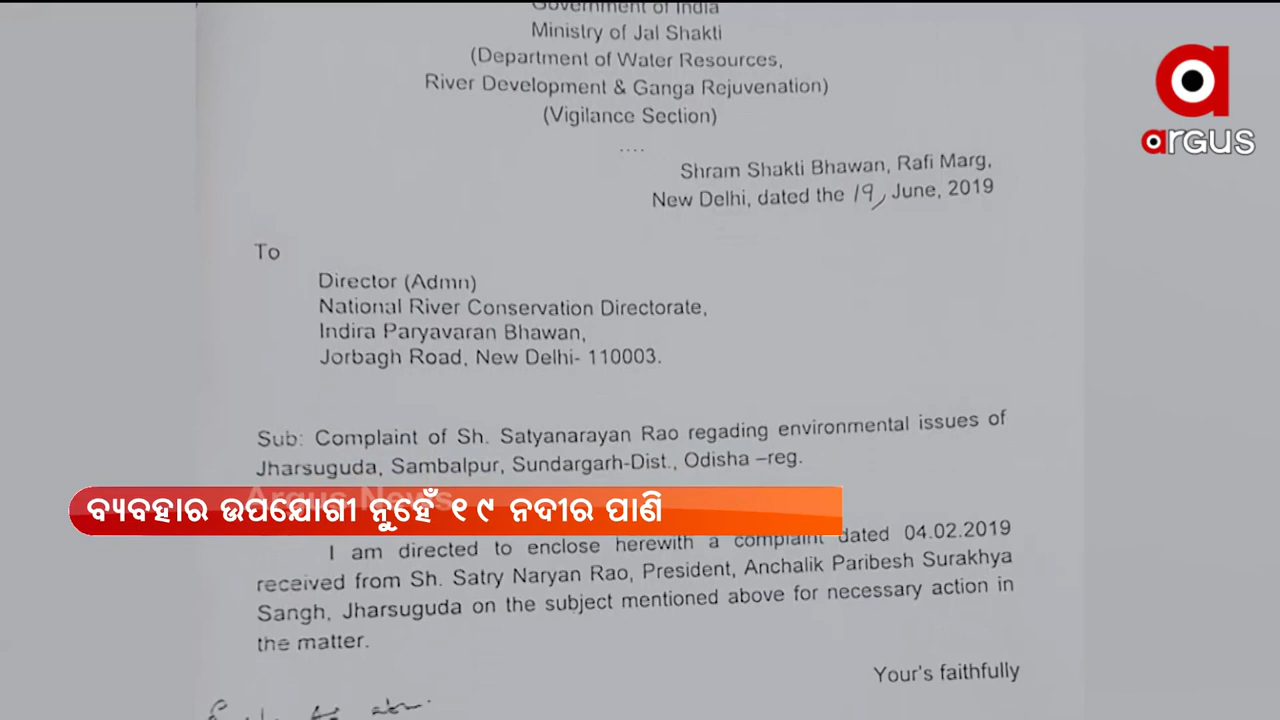 Government of India
Ministry of Jal Shakti
(Department of Water Resources,
River Development & Ganga Rejuvenation)
(Vigilance Section)
....
argus
Shram Shakti Bhawan, Rafi Marg,
New Delhi, dated the 19, June, 2019
To
Director (Admn)
National River Conservation Directorate,
Indira Paryavaran Bhawan,
Jorbagh Road, New Delhi- 110003.
Sub: Complaint of Sh. Satyanarayan Rao regading environmental issues of
Jharsuguda, Sambalpur, Sundargarh-Dist., Odisha –reg.
Argus News
ବ୍ୟବହାର ଉପଯୋଗୀ ନୁହେଁ ୧୯ ନଦୀର ପାଣି
I am directed to enclose herewith a complaint dated 04.02.2019
received from Sh. Satry Naryan Rao, President, Anchalik Paribesh Surakhya
Sangh, Jharsuguda on the subject mentioned above for necessary action in
the matter.
Your's faithfully